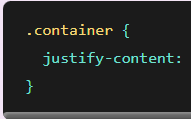 .container {
justify-content:
}